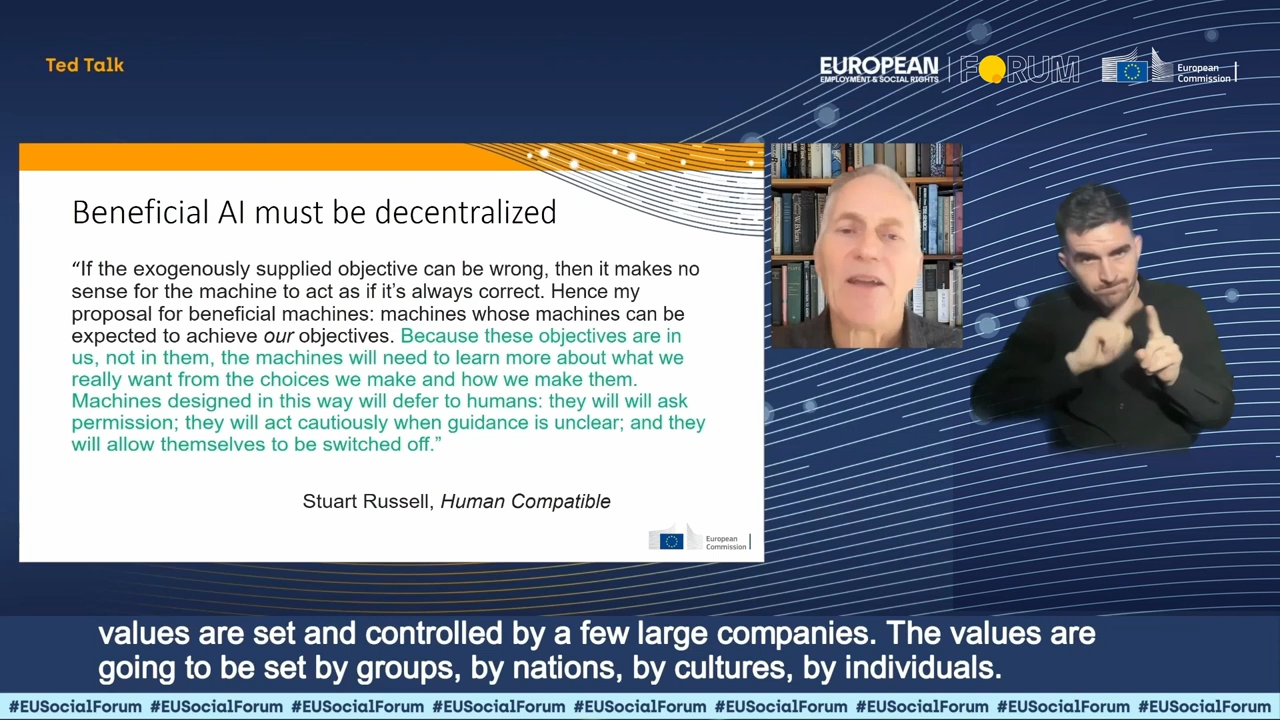 Ted Talk
EUROPEAN
EMPLOYMENT & SOCIAL RIGHTS
FORUM
European
Commission
Beneficial AI must be decentralized
“If the exogenously supplied objective can be wrong, then it makes no
sense for the machine to act as if it’s always correct. Hence my
proposal for beneficial machines: machines whose machines can be
expected to achieve our objectives. Because these objectives are in
us, not in them, the machines will need to learn more about what we
really want from the choices we make and how we make them.
Machines designed in this way will defer to humans: they will will ask
permission; they will act cautiously when guidance is unclear; and they
will allow themselves to be switched off.”
Stuart Russell, Human Compatible
European
Commission
values are set and controlled by a few large companies. The values are
going to be set by groups, by nations, by cultures, by individuals.
#EUSocialForum #EUSocialForum #EUSocialForum #EUSocialForum #EUSocialForum #EUSocialForum #EUSocialForum #EUSocialForum #EUSocialForum